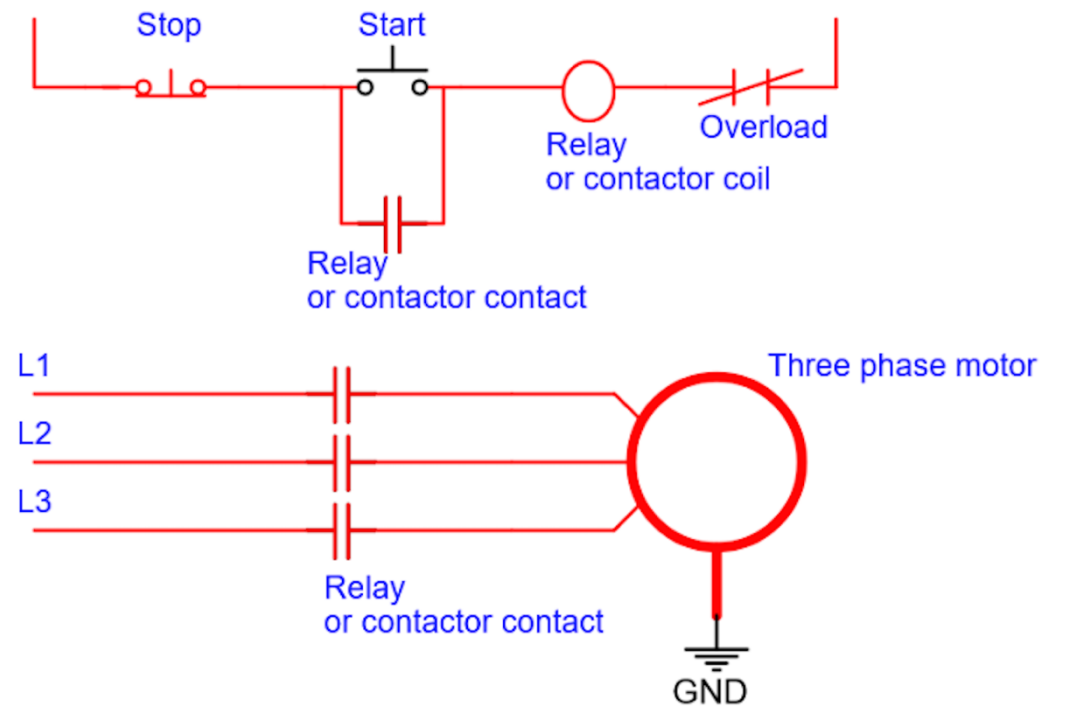 Stop
Start
Overload
Relay
or contactor coil
Relay
or contactor contact
L1
Three phase motor
L2
L3
Relay
or contactor contact
GND